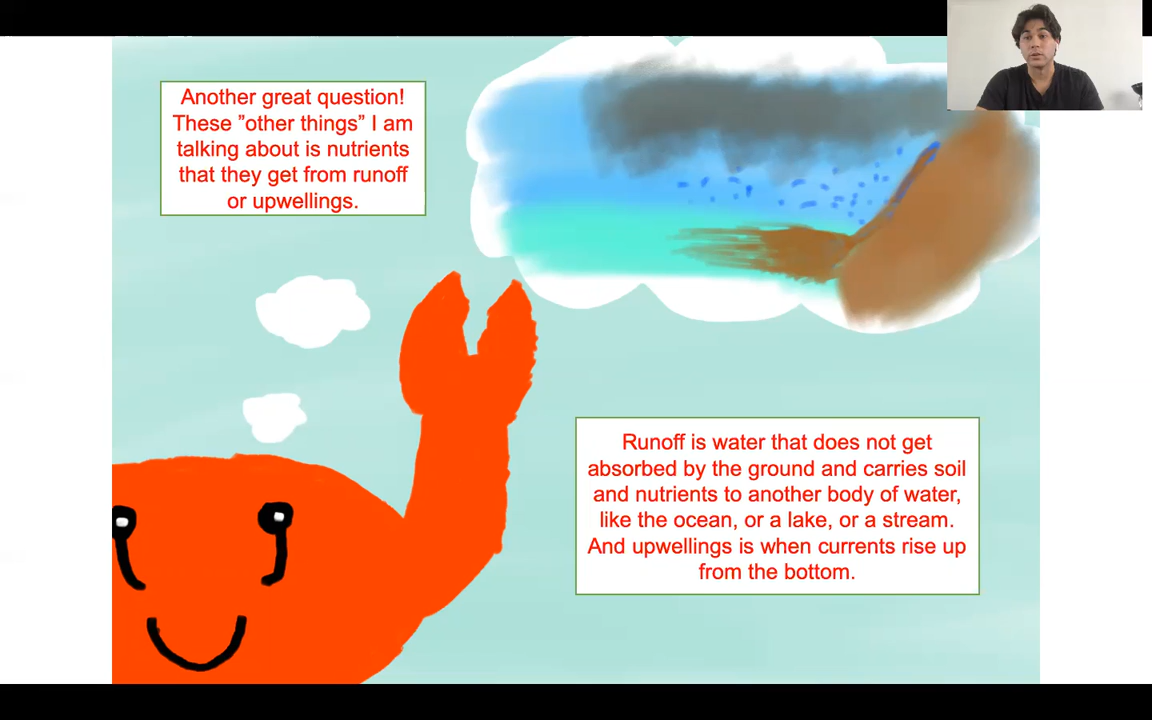 Another great question!
These ”other things” I am
talking about is nutrients
that they get from runoff
or upwellings.
Runoff is water that does not get
absorbed by the ground and carries soil
and nutrients to another body of water,
like the ocean, or a lake, or a stream.
And upwellings is when currents rise up
from the bottom.